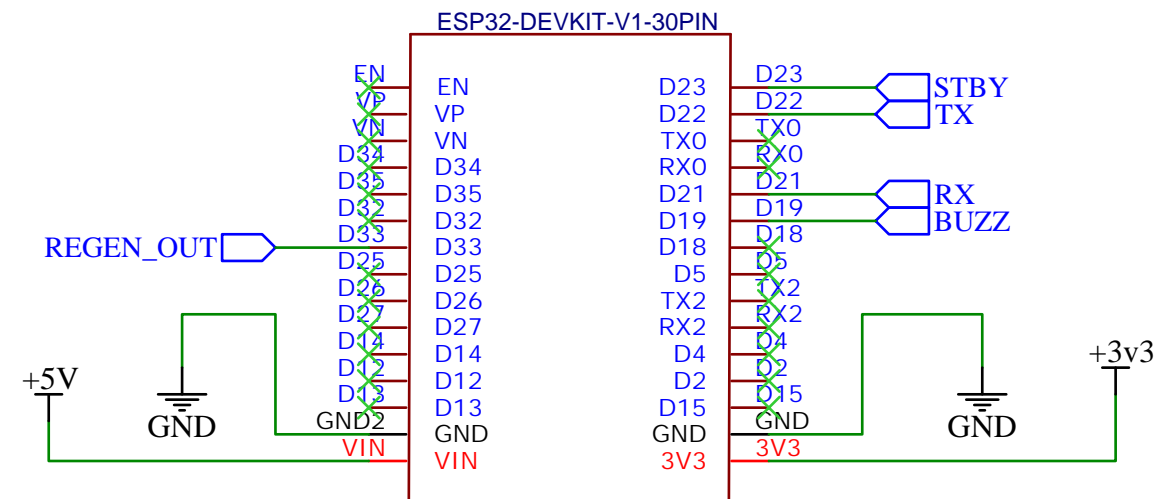 ESP32-DEVKIT-V1-30PIN
EN EN D23 D23 STBY
VP VP D22 D22 TX
VN VN TX0 TX0
D34 D34 RX0 RX0
D35 D35 D21 D21 RX
D32 D32 D19 D19 BUZZ
REGEN_OUT D33 D33 D18 D18
D25 D25 D5 D5
D26 D26 TX2 TX2
D27 D27 RX2 RX2
D14 D14 D4 D4
D12 D12 D2 D2
D13 D13 D15 D15
GND2 GND GND GND
VIN VIN 3V3 3V3
+5V
GND
GND
+3v3